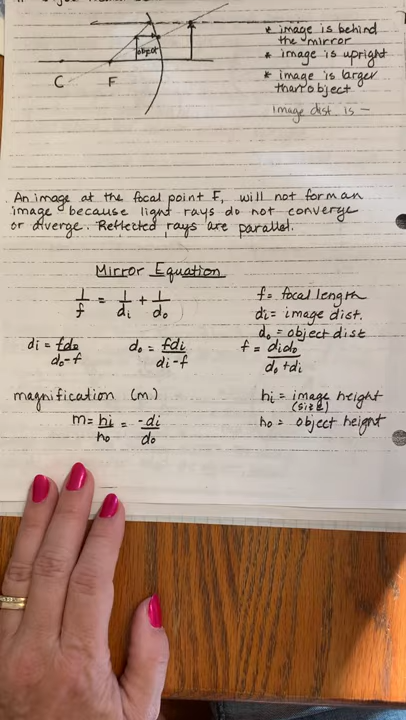 object
C F
* image is behind
the mirror
* image is upright
* image is larger
than object
image dist is –
An image at the focal point F, will not form an
image because light rays do not converge
or diverge. Reflected rays are parallel.
Mirror Equation
1/f = 1/di + 1/do
f = focal length
di = image dist.
do = object dist
di = fdo/do-f do = fdi/di-f f = dido/do+di
magnification (m)
m = hi/ho = -di/do
hi = image height
(size)
ho = object height